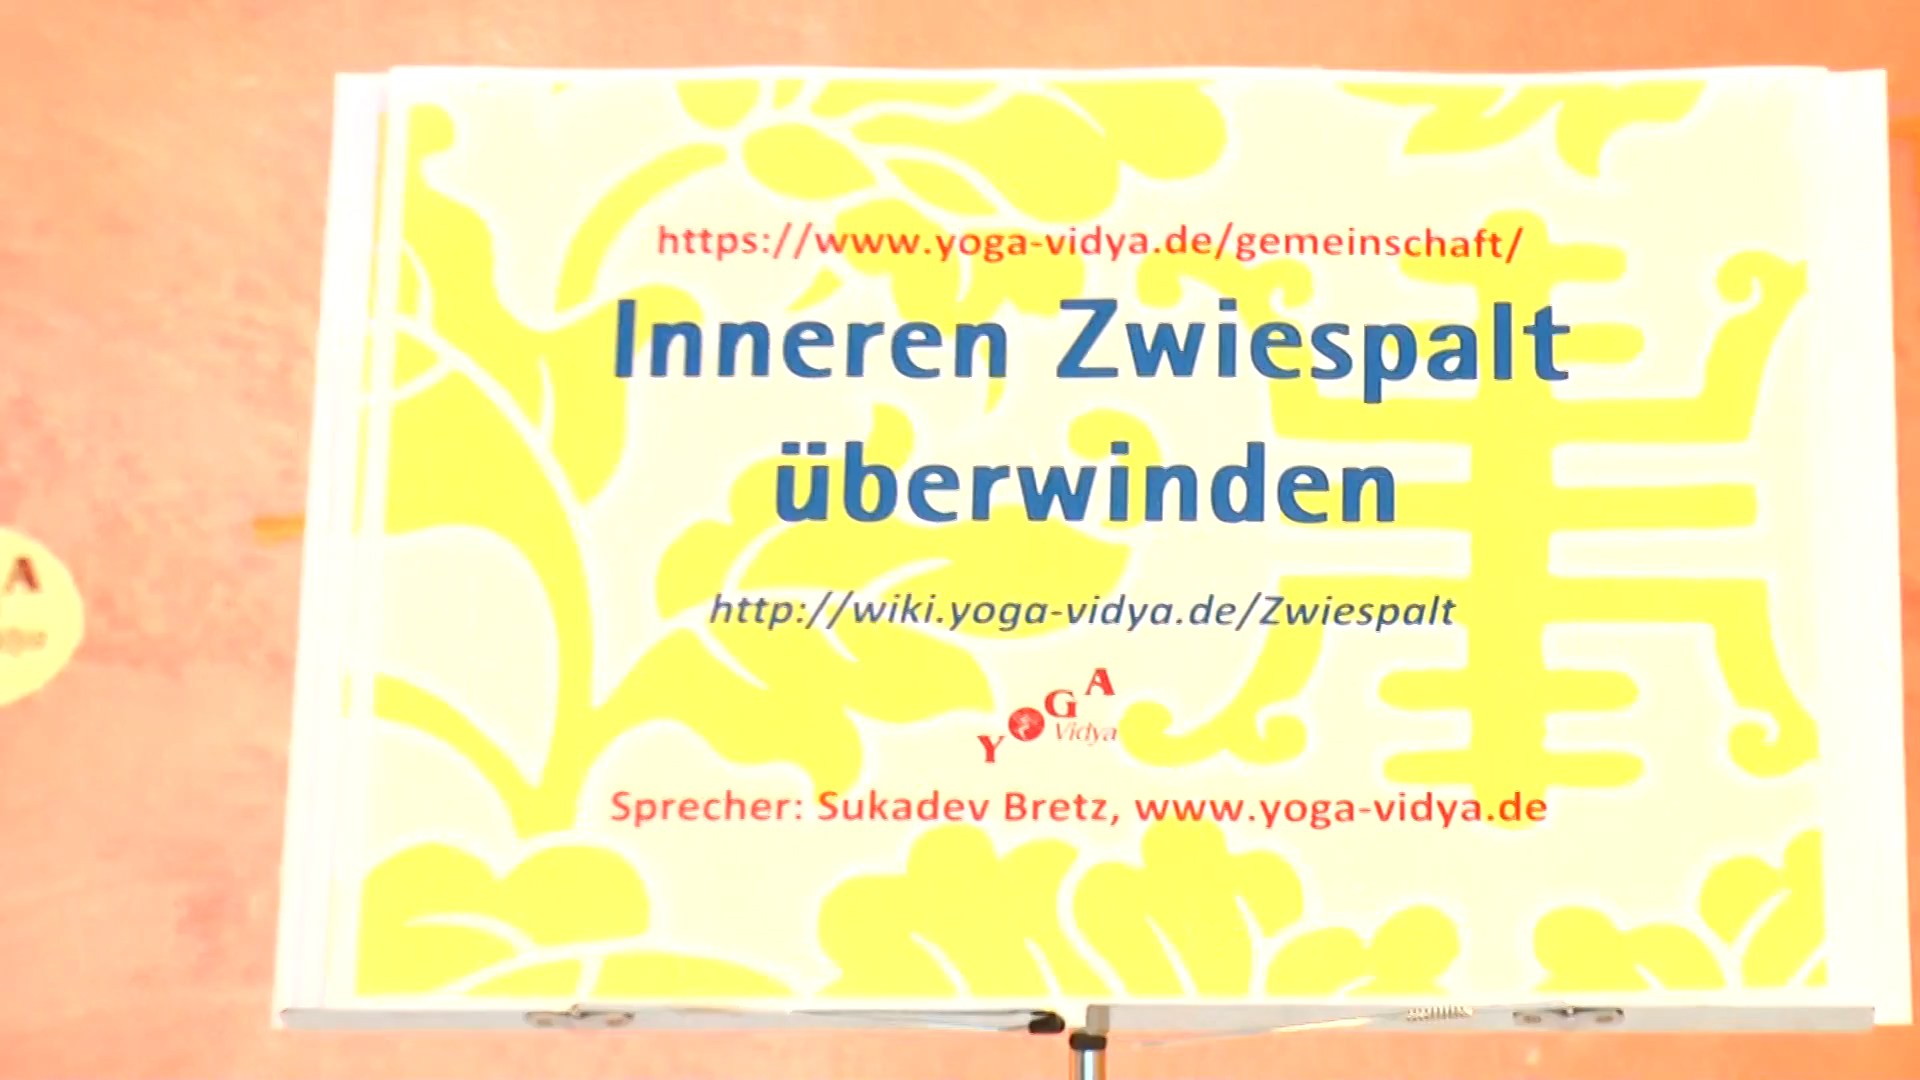 https://www.yoga-vidya.de/gemeinschaft/
Inneren Zwiespalt
überwinden
http://wiki.yoga-vidya.de/Zwiespalt
YOGA
Vidya
Sprecher: Sukadev Bretz, www.yoga-vidya.de
A